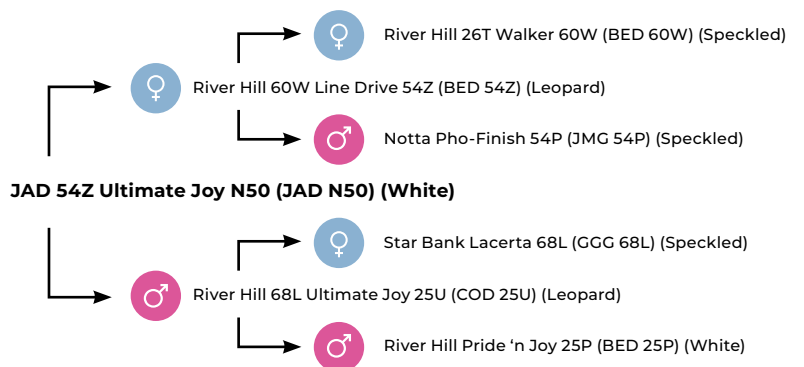 River Hill 26T Walker 60W (BED 60W) (Speckled)
River Hill 60W Line Drive 54Z (BED 54Z) (Leopard)
Notta Pho-Finish 54P (JMG 54P) (Speckled)
JAD 54Z Ultimate Joy N50 (JAD N50) (White)
Star Bank Lacerta 68L (GGG 68L) (Speckled)
River Hill 68L Ultimate Joy 25U (COD 25U) (Leopard)
River Hill Pride ‘n Joy 25P (BED 25P) (White)